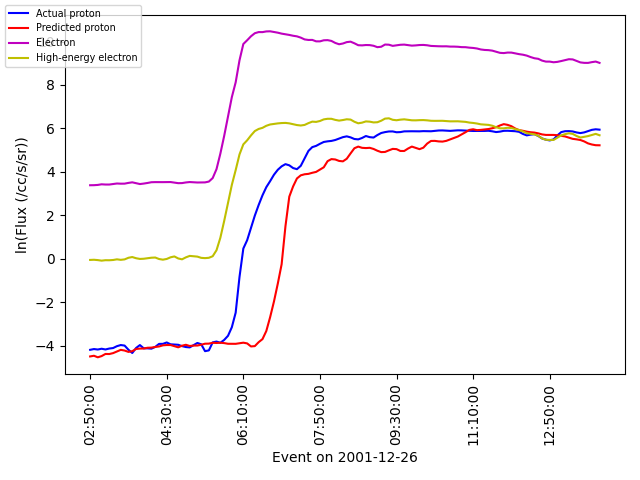 Actual proton
Predicted proton
Electron
High-energy electron
8
6
4
2
0
−2
−4
ln(Flux (/cc/s/sr))
02:50:00
04:30:00
06:10:00
07:50:00
09:30:00
11:10:00
12:50:00
Event on 2001-12-26